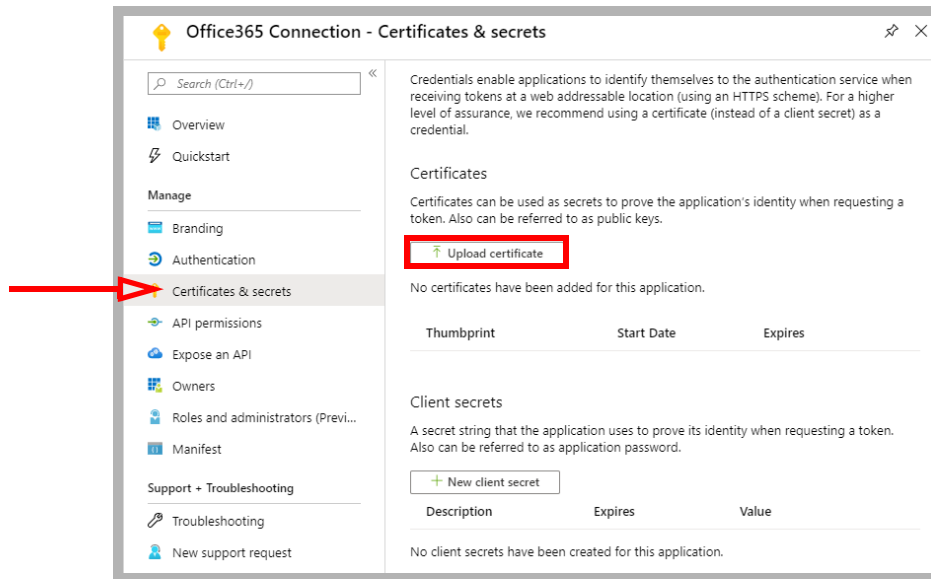 Office365 Connection - Certificates & secrets
Search (Ctrl+/)
Overview
Quickstart
Manage
Branding
Authentication
Certificates & secrets
API permissions
Expose an API
Owners
Roles and administrators (Previ...
Manifest
Support + Troubleshooting
Troubleshooting
New support request
Credentials enable applications to identify themselves to the authentication service when
receiving tokens at a web addressable location (using an HTTPS scheme). For a higher
level of assurance, we recommend using a certificate (instead of a client secret) as a
credential.
Certificates
Certificates can be used as secrets to prove the application's identity when requesting a
token. Also can be referred to as public keys.
Upload certificate
No certificates have been added for this application.
Thumbprint Start Date Expires
Client secrets
A secret string that the application uses to prove its identity when requesting a token.
Also can be referred to as application password.
New client secret
Description Expires Value
No client secrets have been created for this application.